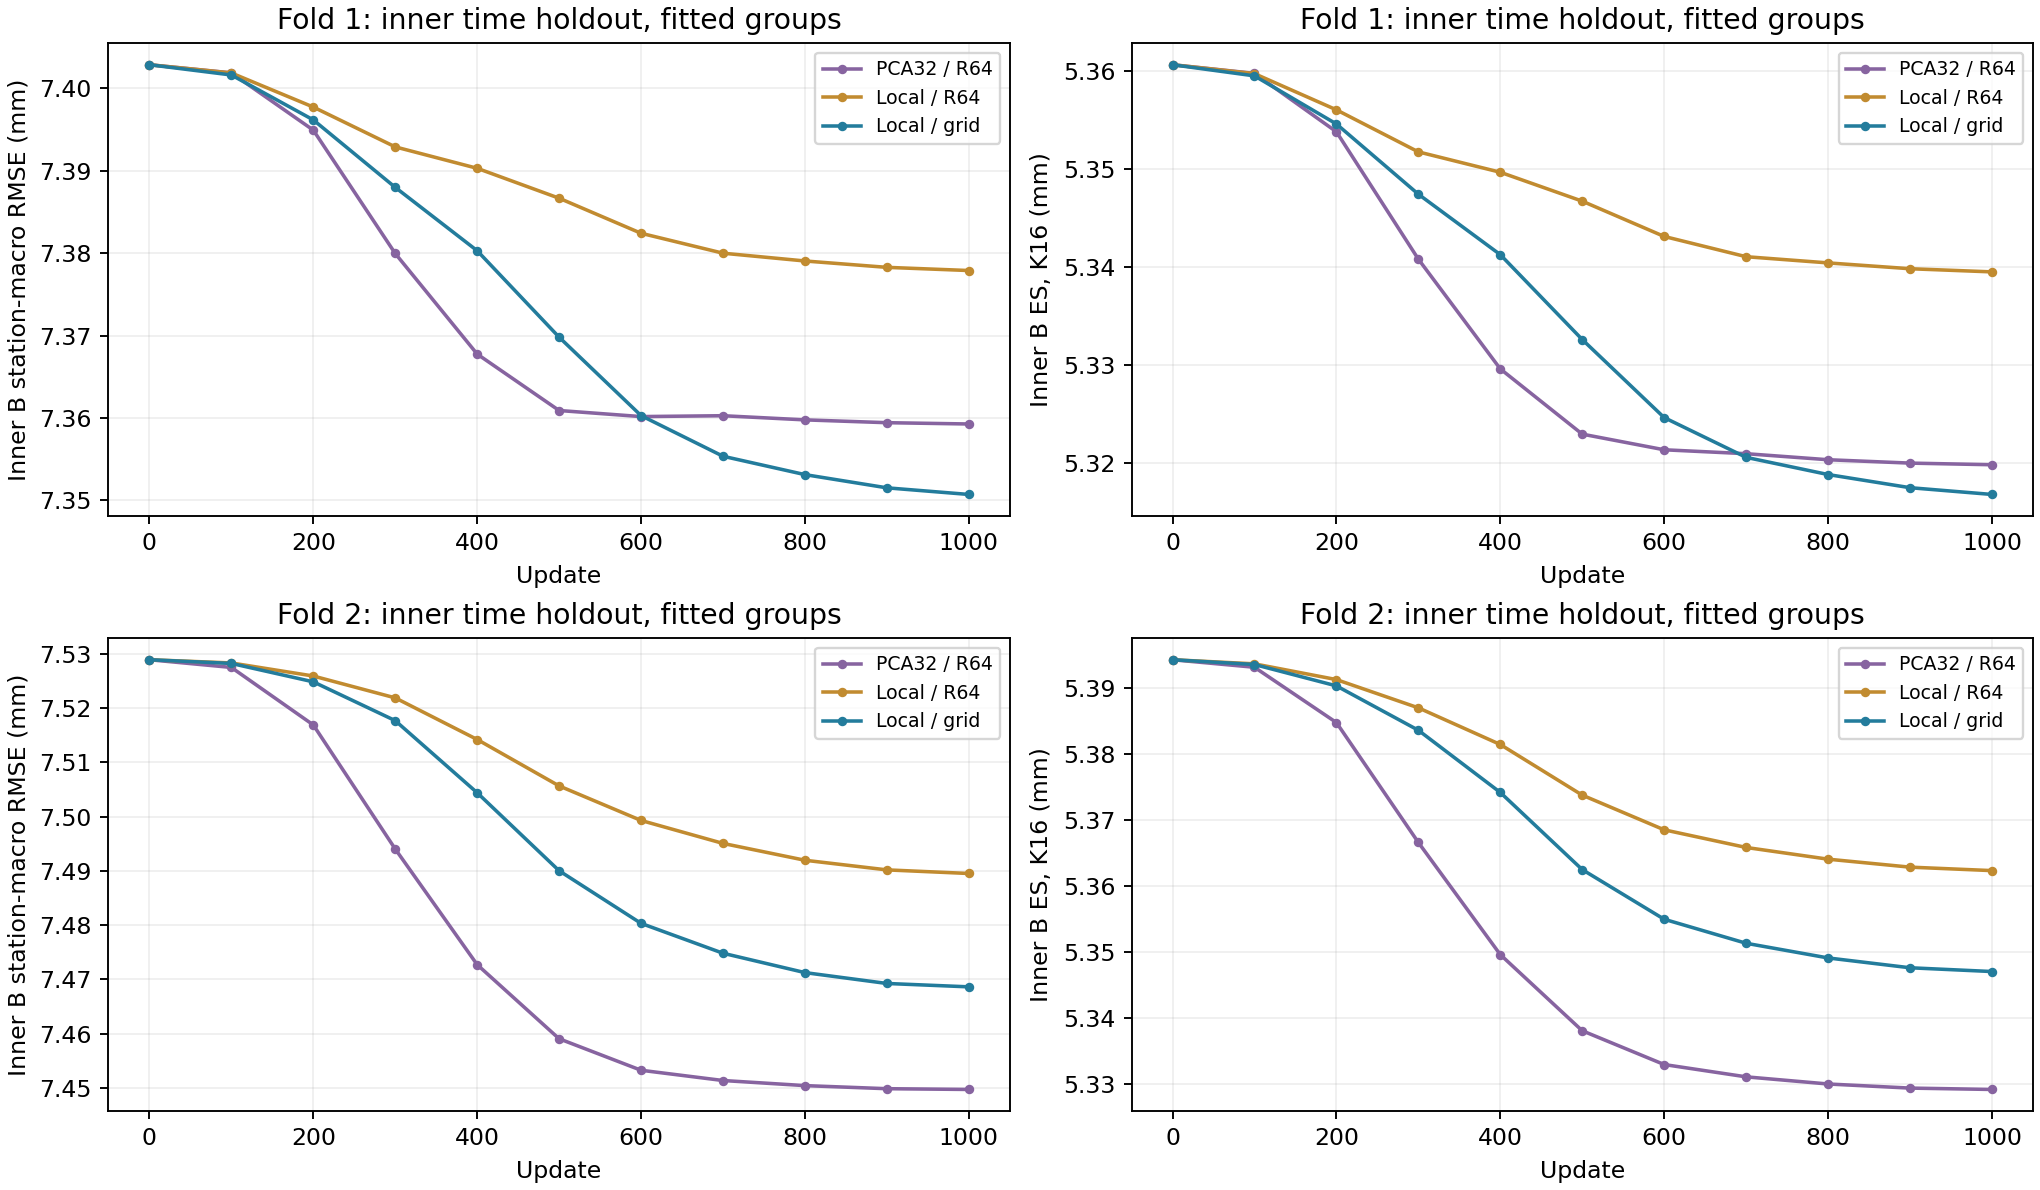 Fold 1: inner time holdout, fitted groups
Inner B station-macro RMSE (mm)
7.40
7.39
7.38
7.37
7.36
7.35
PCA32 / R64
Local / R64
Local / grid
0 200 400 600 800 1000
Update
Fold 1: inner time holdout, fitted groups
Inner B ES, K16 (mm)
5.36
5.35
5.34
5.33
5.32
PCA32 / R64
Local / R64
Local / grid
0 200 400 600 800 1000
Update
Fold 2: inner time holdout, fitted groups
Inner B station-macro RMSE (mm)
7.53
7.52
7.51
7.50
7.49
7.48
7.47
7.46
7.45
PCA32 / R64
Local / R64
Local / grid
0 200 400 600 800 1000
Update
Fold 2: inner time holdout, fitted groups
Inner B ES, K16 (mm)
5.39
5.38
5.37
5.36
5.35
5.34
5.33
PCA32 / R64
Local / R64
Local / grid
0 200 400 600 800 1000
Update